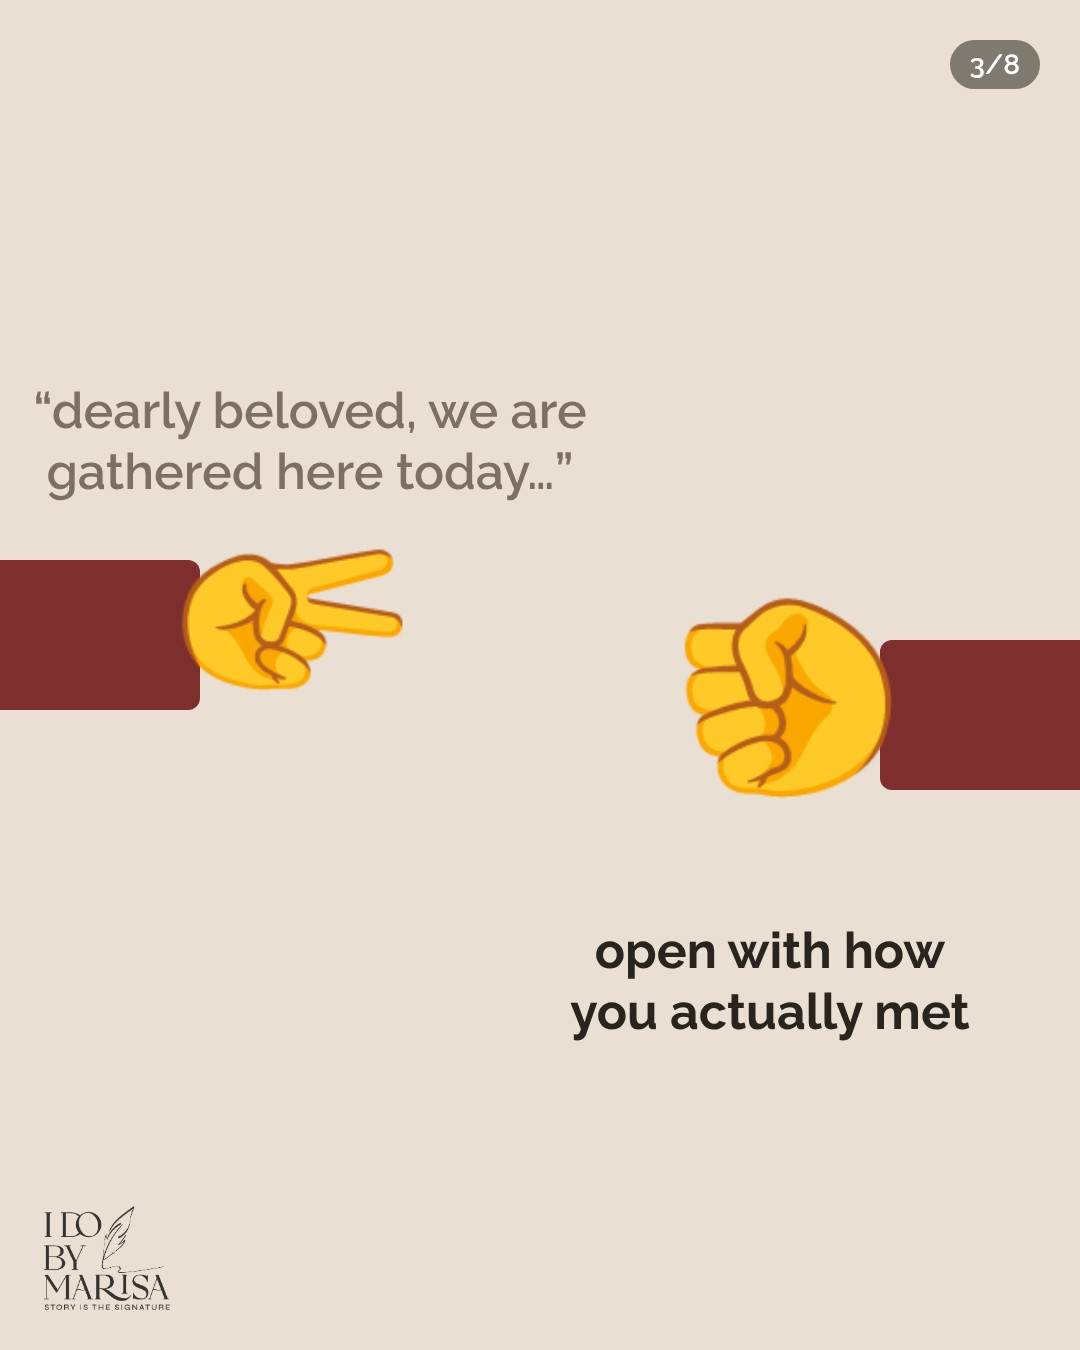 3/8
“dearly beloved, we are
gathered here today...”
open with how
you actually met
I DO
BY
MARISA
STORY IS THE SIGNATURE